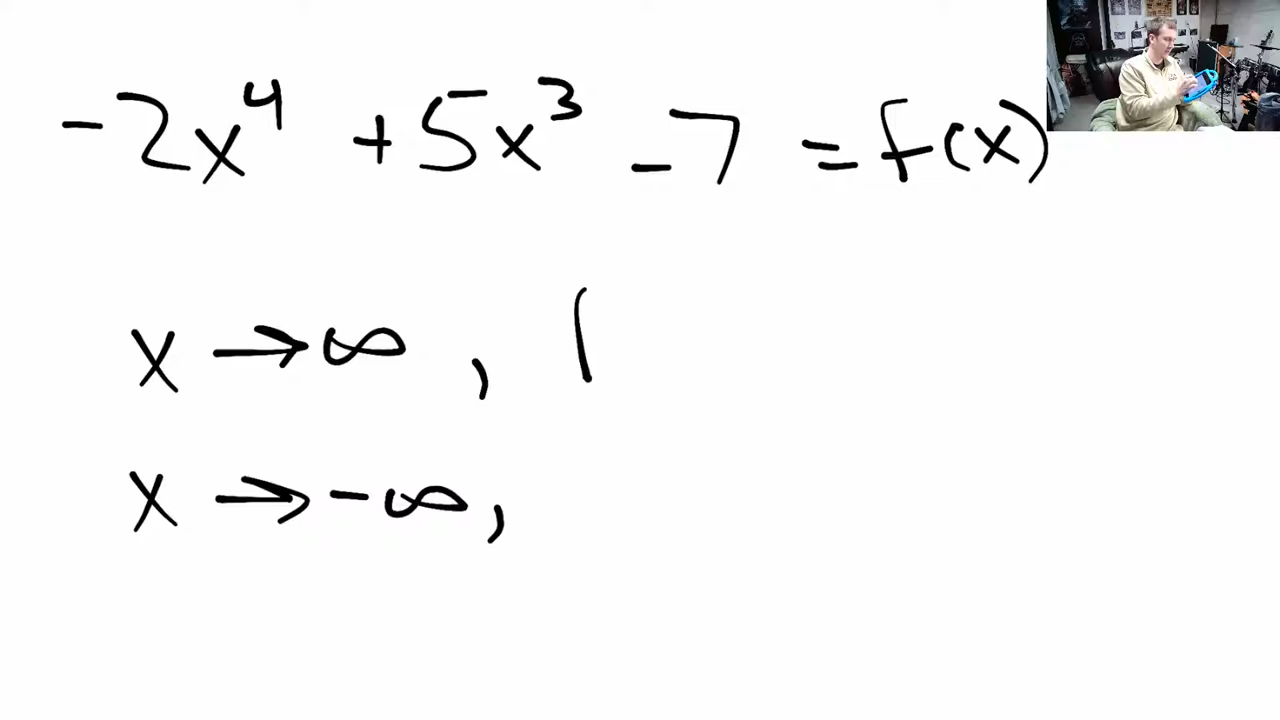 -2x⁴ +5x³ -7 = f(x)
x → ∞ ,
x → -∞ ,